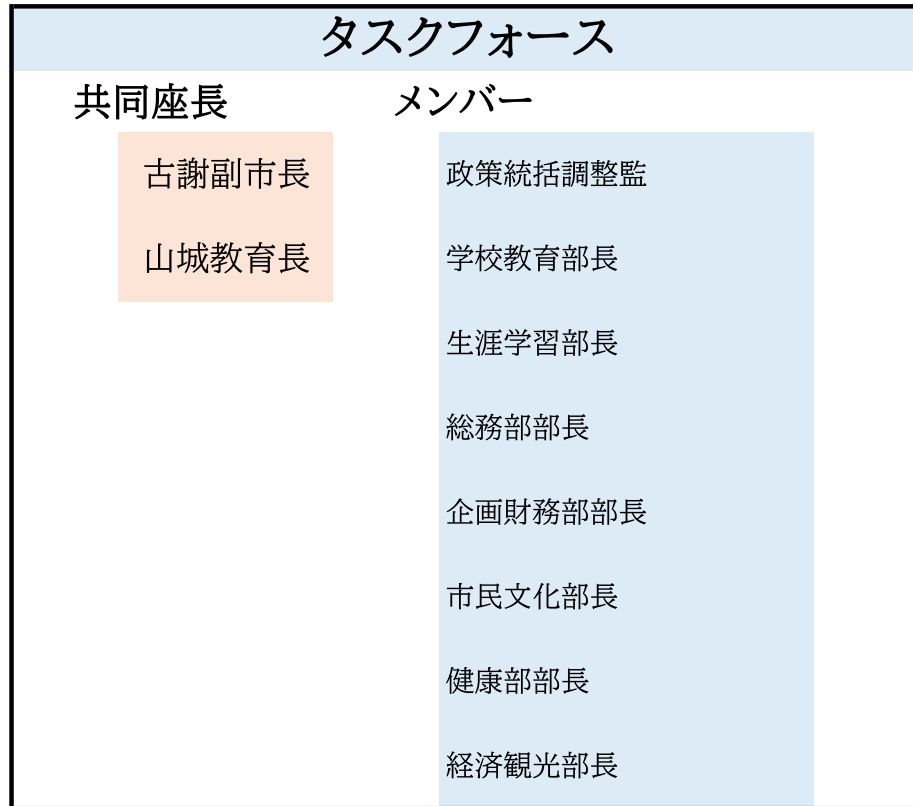 タスクフォース
共同座長
メンバー
古謝副市長
政策統括調整監
山城教育長
学校教育部長
生涯学習部長
総務部部長
企画財務部部長
市民文化部長
健康部部長
経済観光部長